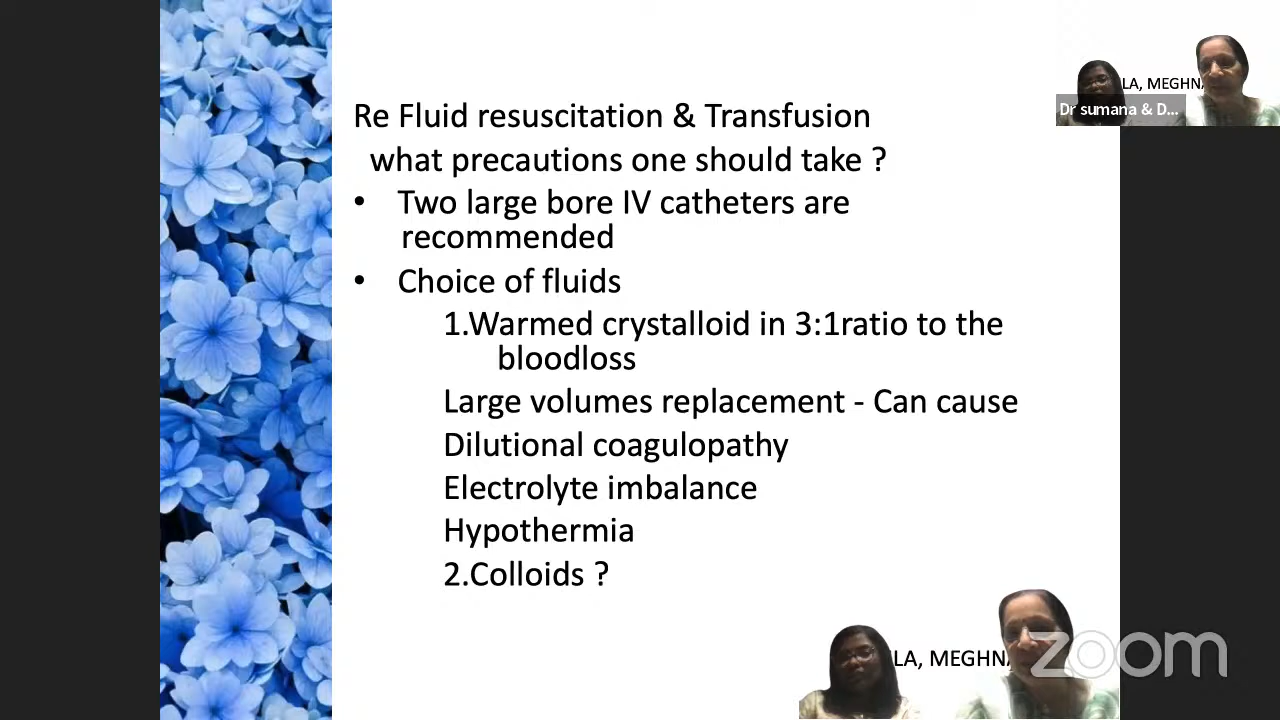 LA, MEGHNA
Dr sumana & D...
Re Fluid resuscitation & Transfusion
what precautions one should take ?
• Two large bore IV catheters are
recommended
• Choice of fluids
1.Warmed crystalloid in 3:1ratio to the
bloodloss
Large volumes replacement - Can cause
Dilutional coagulopathy
Electrolyte imbalance
Hypothermia
2.Colloids ?
LA, MEGHNA
zoom